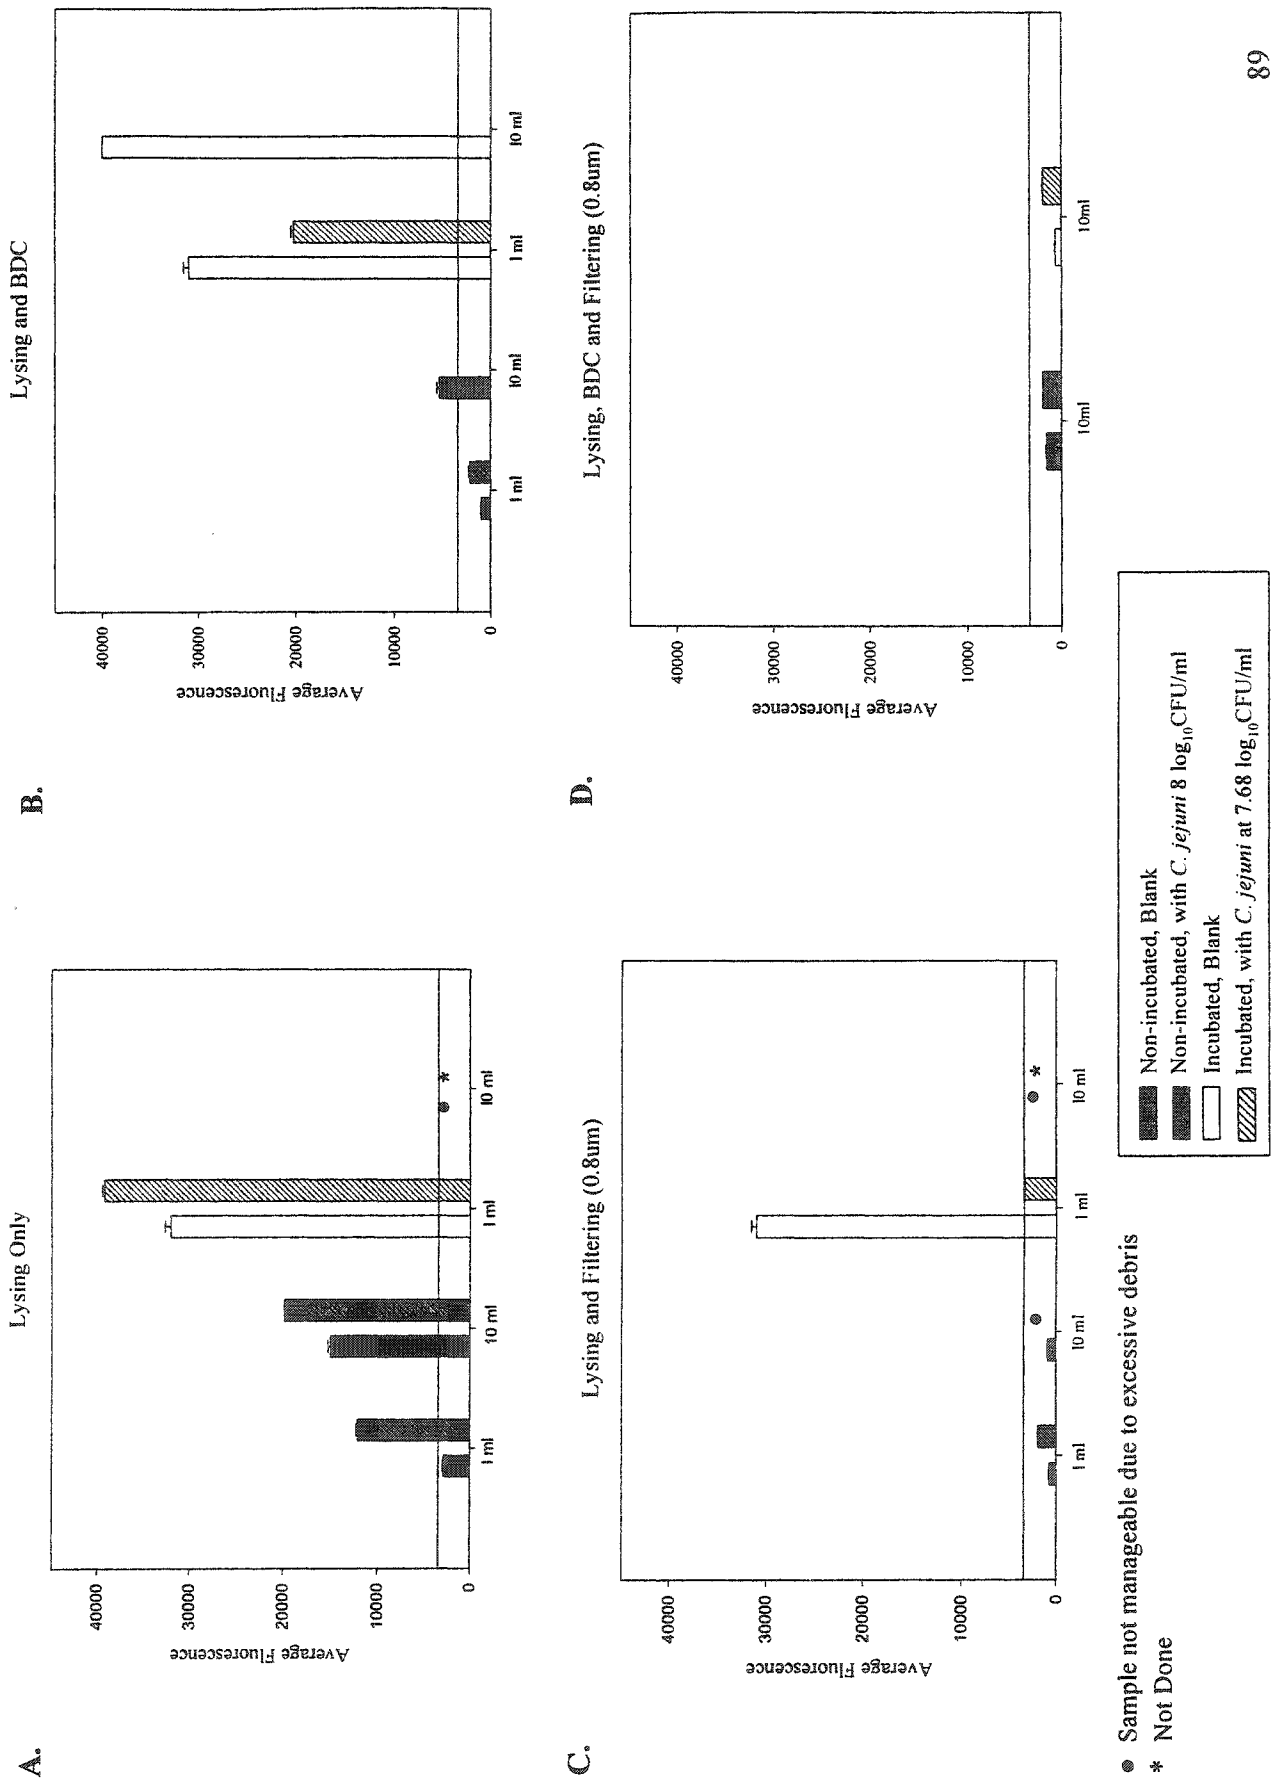 A.
Lysing Only
Average Fluorescence
40000
30000
20000
10000
0
1 ml
10 ml
1 ml
10 ml
*
B.
Lysing and BDC
Average Fluorescence
40000
30000
20000
10000
0
1 ml
10 ml
1 ml
10 ml
C.
Lysing and Filtering (0.8um)
Average Fluorescence
40000
30000
20000
10000
0
1 ml
10 ml
1 ml
10 ml
*
D.
Lysing, BDC and Filtering (0.8um)
Average Fluorescence
40000
30000
20000
10000
0
10ml
10ml
● Sample not manageable due to excessive debris
* Not Done
Non-incubated, Blank
Non-incubated, with C. jejuni 8 log₁₀CFU/ml
Incubated, Blank
Incubated, with C. jejuni at 7.68 log₁₀CFU/ml
89